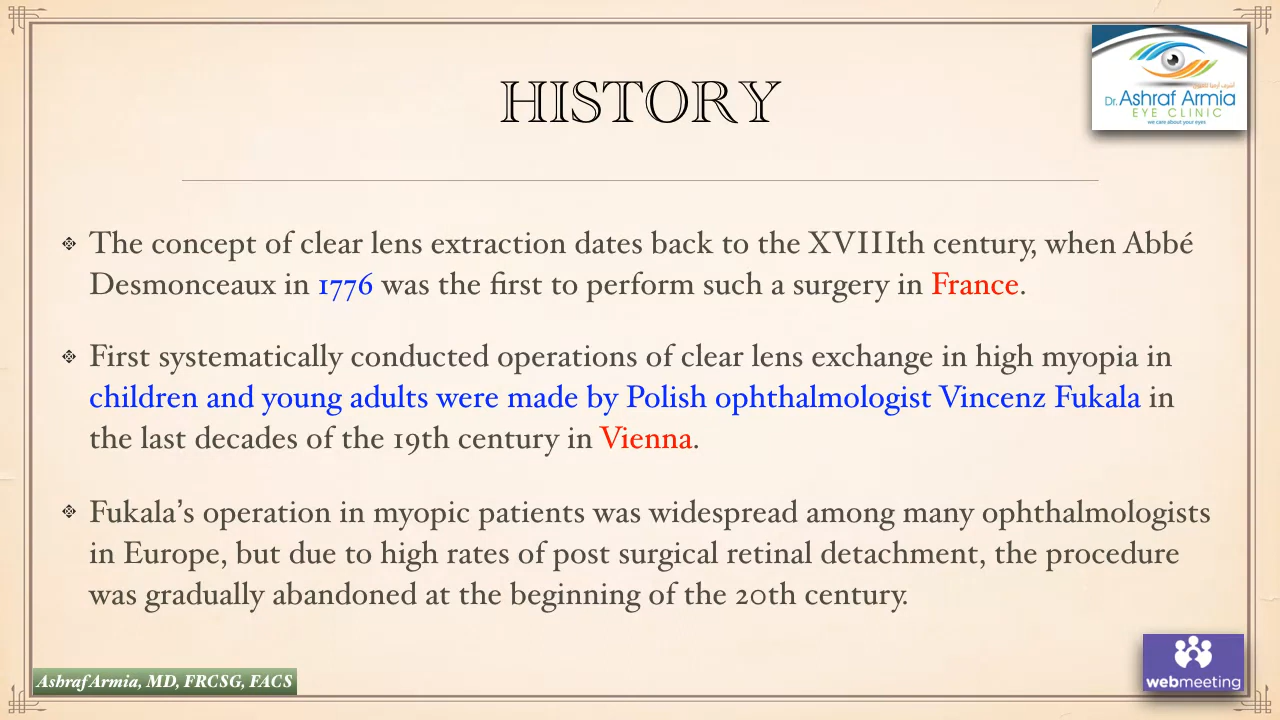 HISTORY
Dr. Ashraf Armia
EYE CLINIC
we care about your eyes
The concept of clear lens extraction dates back to the XVIIIth century, when Abbé
Desmonceaux in 1776 was the first to perform such a surgery in France.
First systematically conducted operations of clear lens exchange in high myopia in
children and young adults were made by Polish ophthalmologist Vincenz Fukala in
the last decades of the 19th century in Vienna.
Fukala’s operation in myopic patients was widespread among many ophthalmologists
in Europe, but due to high rates of post surgical retinal detachment, the procedure
was gradually abandoned at the beginning of the 20th century.
Ashraf Armia, MD, FRCSG, FACS
webmeeting